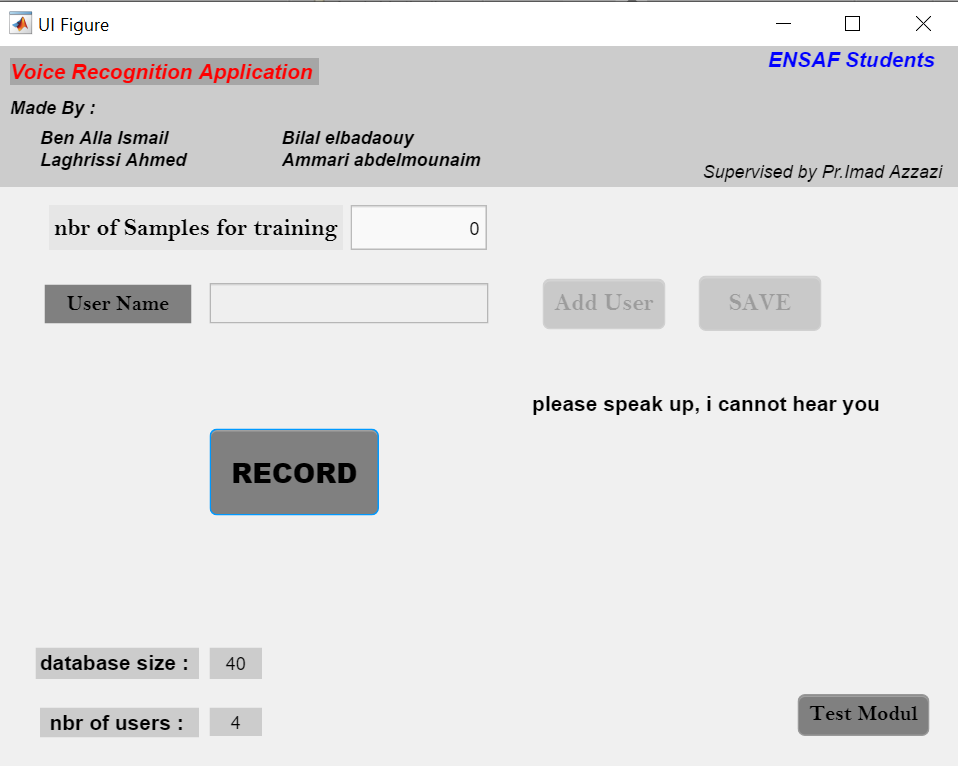 UI Figure
Voice Recognition Application
ENSAF Students
Made By :
Ben Alla Ismail
Bilal elbadaouy
Laghrissi Ahmed
Ammari abdelmounaim
Supervised by Pr.Imad Azzazi
nbr of Samples for training
0
User Name
Add User
SAVE
please speak up, i cannot hear you
RECORD
database size :
40
nbr of users :
4
Test Modul